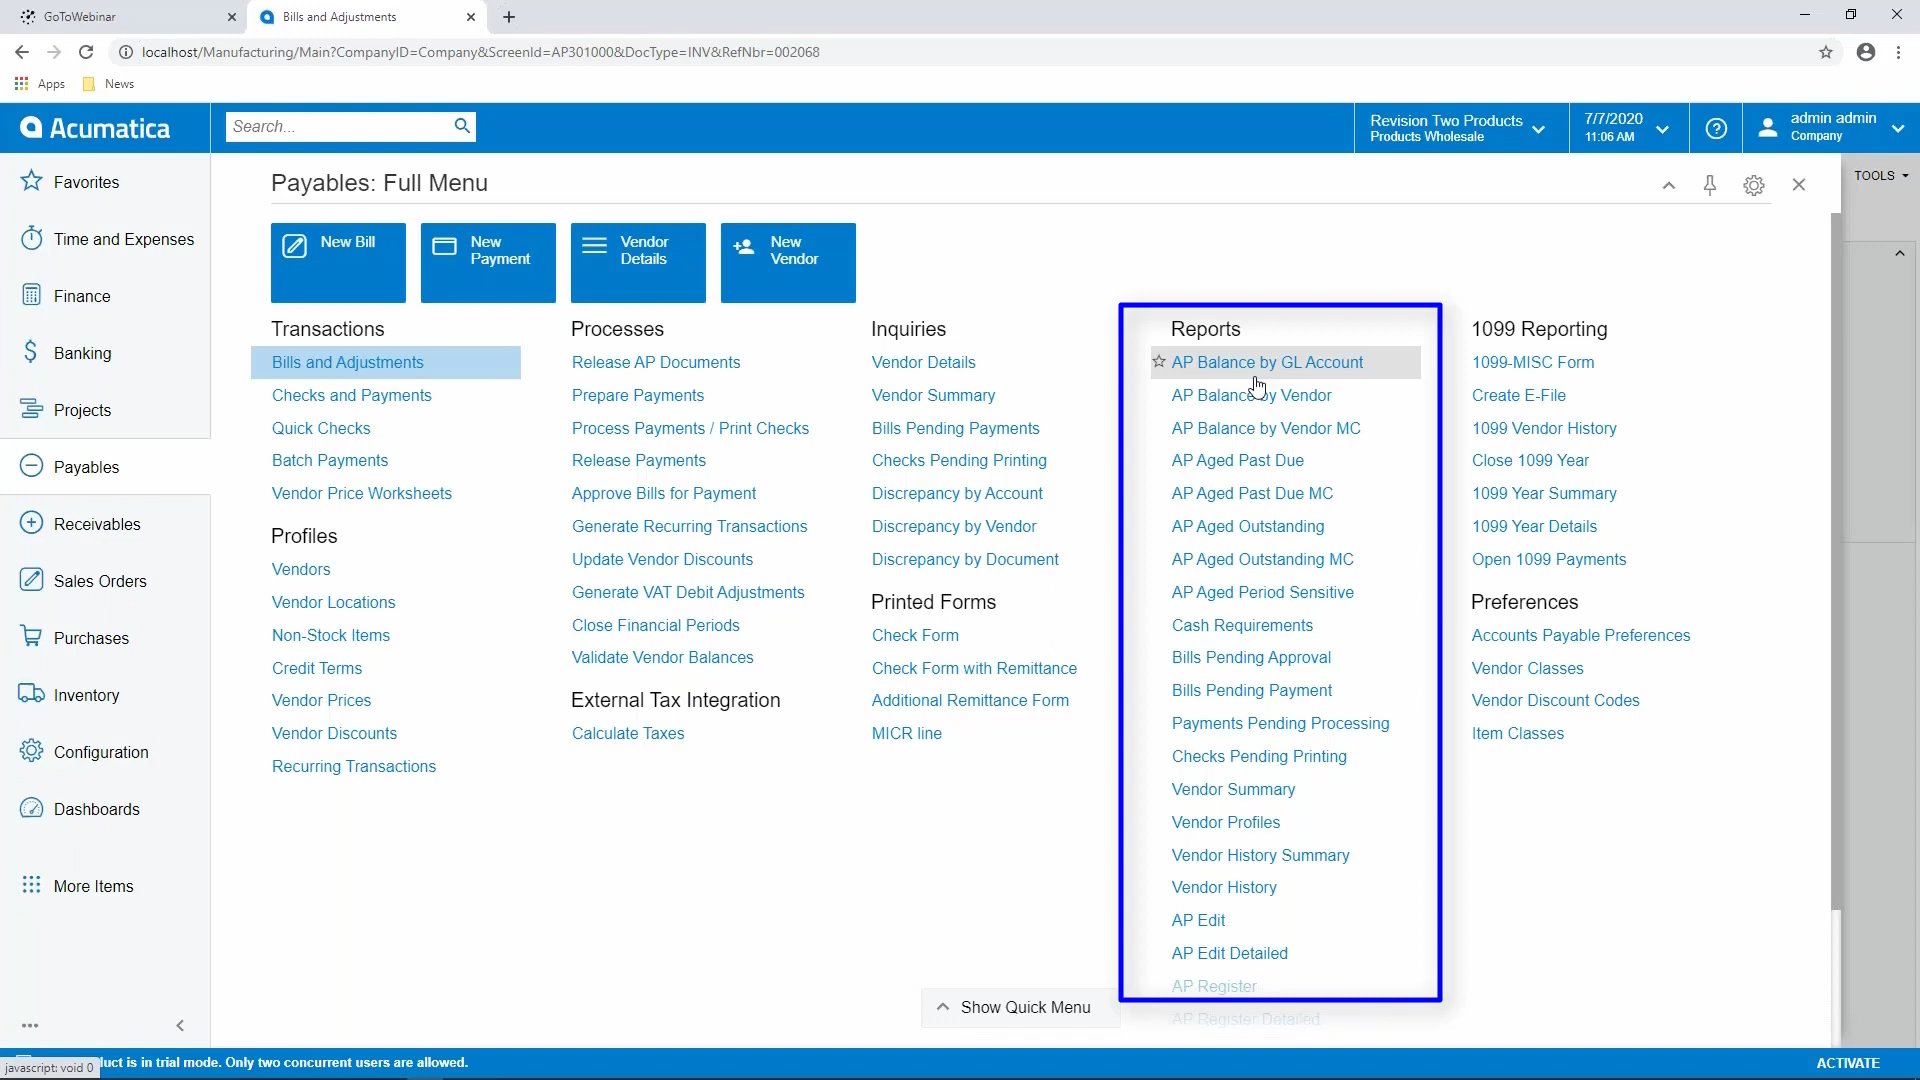 GoToWebinar
Bills and Adjustments
localhost/Manufacturing/Main?CompanyID=Company&ScreenId=AP301000&DocType=INV&RefNbr=002068
Apps
News
Acumatica
Search...
Revision Two Products
Products Wholesale
7/7/2020
11:06 AM
admin admin
Company
Favorites
Time and Expenses
Finance
Banking
Projects
Payables
Receivables
Sales Orders
Purchases
Inventory
Configuration
Dashboards
More Items
Payables: Full Menu
TOOLS
New Bill
New
Payment
Vendor
Details
New
Vendor
Transactions
Bills and Adjustments
Checks and Payments
Quick Checks
Batch Payments
Vendor Price Worksheets
Profiles
Vendors
Vendor Locations
Non-Stock Items
Credit Terms
Vendor Prices
Vendor Discounts
Recurring Transactions
Processes
Release AP Documents
Prepare Payments
Process Payments / Print Checks
Release Payments
Approve Bills for Payment
Generate Recurring Transactions
Update Vendor Discounts
Generate VAT Debit Adjustments
Close Financial Periods
Validate Vendor Balances
External Tax Integration
Calculate Taxes
Inquiries
Vendor Details
Vendor Summary
Bills Pending Payments
Checks Pending Printing
Discrepancy by Account
Discrepancy by Vendor
Discrepancy by Document
Printed Forms
Check Form
Check Form with Remittance
Additional Remittance Form
MICR line
Reports
AP Balance by GL Account
AP Balance by Vendor
AP Balance by Vendor MC
AP Aged Past Due
AP Aged Past Due MC
AP Aged Outstanding
AP Aged Outstanding MC
AP Aged Period Sensitive
Cash Requirements
Bills Pending Approval
Bills Pending Payment
Payments Pending Processing
Checks Pending Printing
Vendor Summary
Vendor Profiles
Vendor History Summary
Vendor History
AP Edit
AP Edit Detailed
AP Register
AP Register Detailed
1099 Reporting
1099-MISC Form
Create E-File
1099 Vendor History
Close 1099 Year
1099 Year Summary
1099 Year Details
Open 1099 Payments
Preferences
Accounts Payable Preferences
Vendor Classes
Vendor Discount Codes
Item Classes
Show Quick Menu
javascript: void 0
uct is in trial mode. Only two concurrent users are allowed.
ACTIVATE